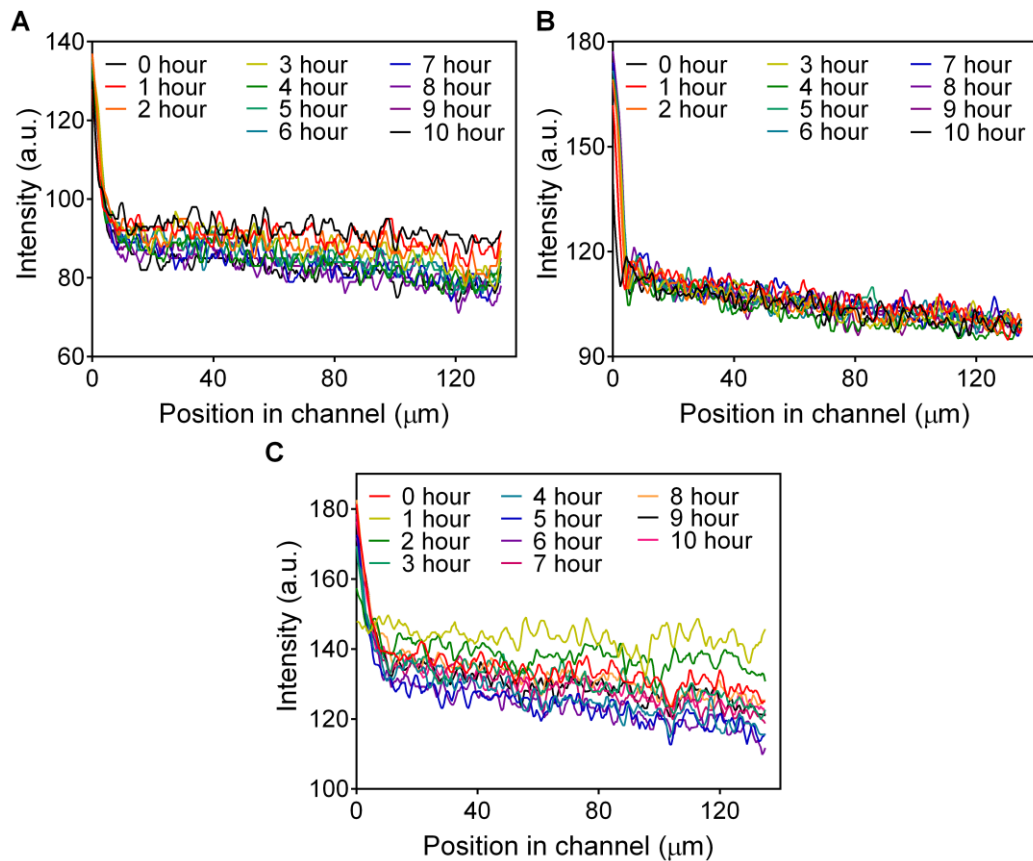 A
140
120
100
80
60
Intensity (a.u.)
0 hour 3 hour 7 hour
1 hour 4 hour 8 hour
2 hour 5 hour 9 hour
6 hour 10 hour
0 40 80 120
Position in channel (μm)
B
180
150
120
90
Intensity (a.u.)
0 hour 3 hour 7 hour
1 hour 4 hour 8 hour
2 hour 5 hour 9 hour
6 hour 10 hour
0 40 80 120
Position in channel (μm)
C
180
160
140
120
100
Intensity (a.u.)
0 hour 4 hour 8 hour
1 hour 5 hour 9 hour
2 hour 6 hour 10 hour
3 hour 7 hour
0 40 80 120
Position in channel (μm)